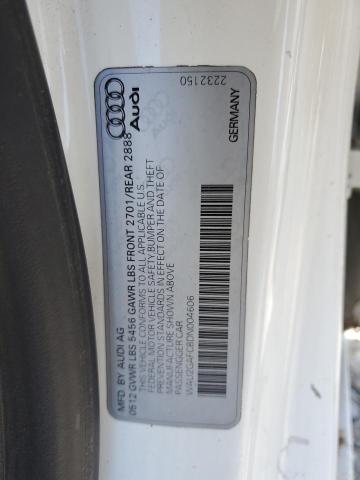 Audi
2232150
GERMANY
MFD. BY AUDI AG
05 12 GVWR LBS 5456 GAWR LBS FRONT 2701/REAR 2888
THIS VEHICLE CONFORMS TO ALL APPLICABLE U.S.
FEDERAL MOTOR VEHICLE SAFETY, BUMPER AND THEFT
PREVENTION STANDARDS IN EFFECT ON THE DATE OF
MANUFACTURE SHOWN ABOVE.
PASSENGER CAR
WAU2GAFC8DN004606